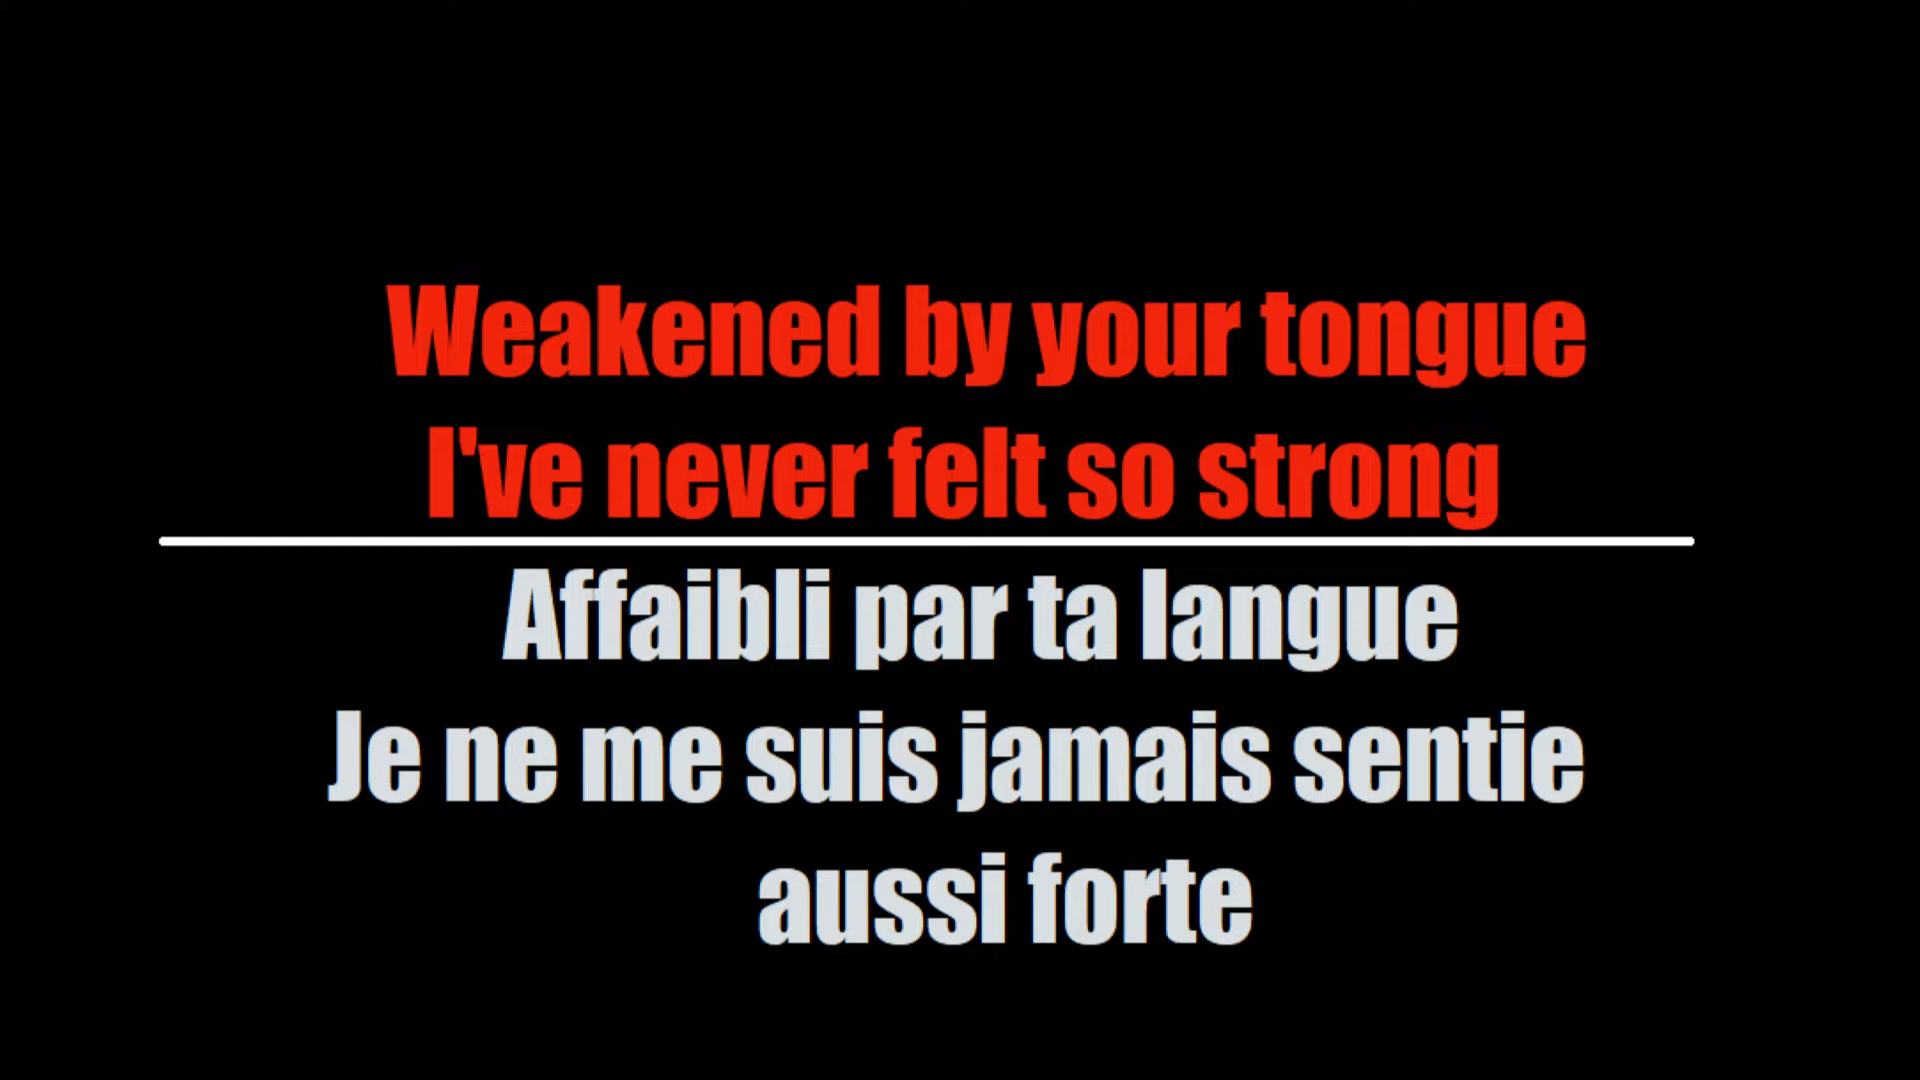 Weakened by your tongue
I've never felt so strong
Affaibli par ta langue
Je ne me suis jamais sentie
aussi forte